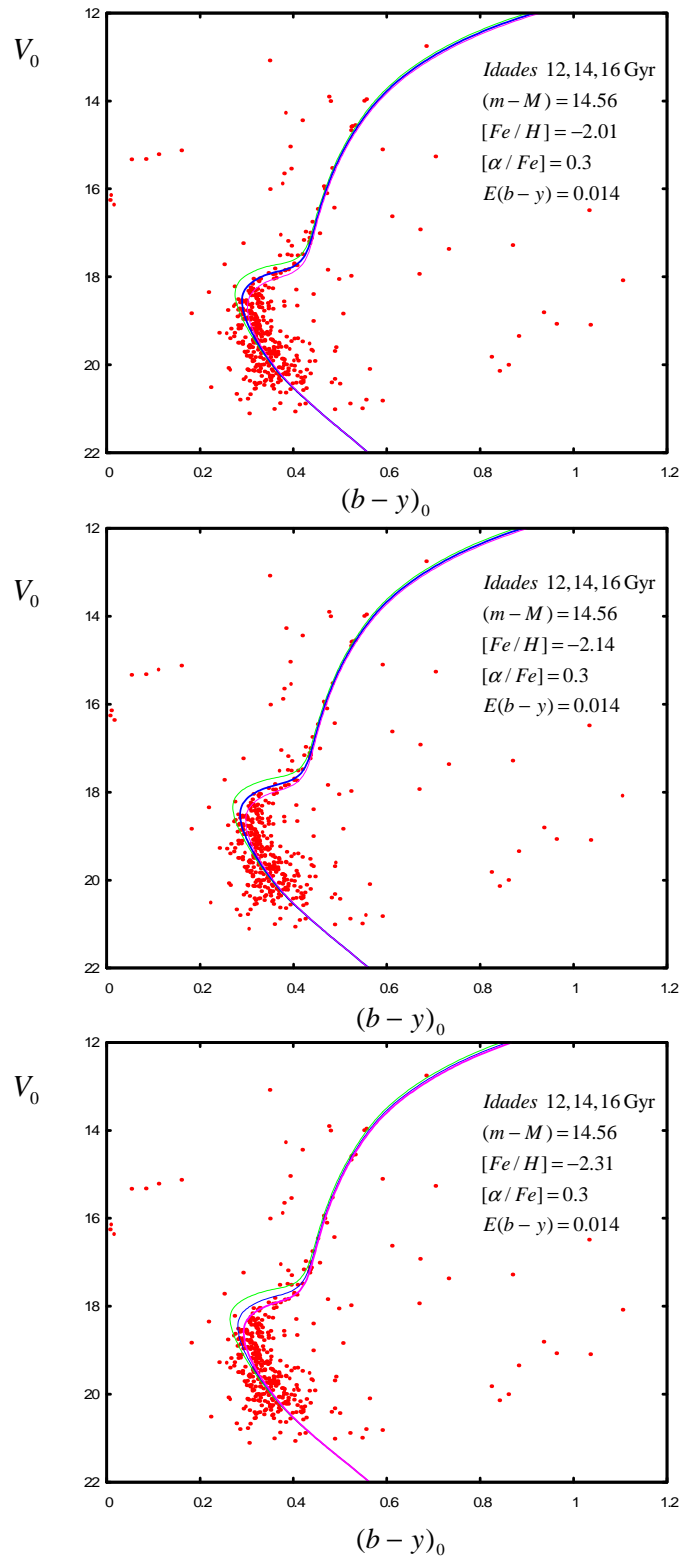 V₀
12
14
16
18
20
22
Idades 12,14,16 Gyr
(m − M) = 14.56
[Fe / H] = −2.01
[α / Fe] = 0.3
E(b − y) = 0.014
0 0.2 0.4 0.6 0.8 1 1.2
(b − y)₀
V₀
12
14
16
18
20
22
Idades 12,14,16 Gyr
(m − M) = 14.56
[Fe / H] = −2.14
[α / Fe] = 0.3
E(b − y) = 0.014
0 0.2 0.4 0.6 0.8 1 1.2
(b − y)₀
V₀
12
14
16
18
20
22
Idades 12,14,16 Gyr
(m − M) = 14.56
[Fe / H] = −2.31
[α / Fe] = 0.3
E(b − y) = 0.014
0 0.2 0.4 0.6 0.8 1 1.2
(b − y)₀